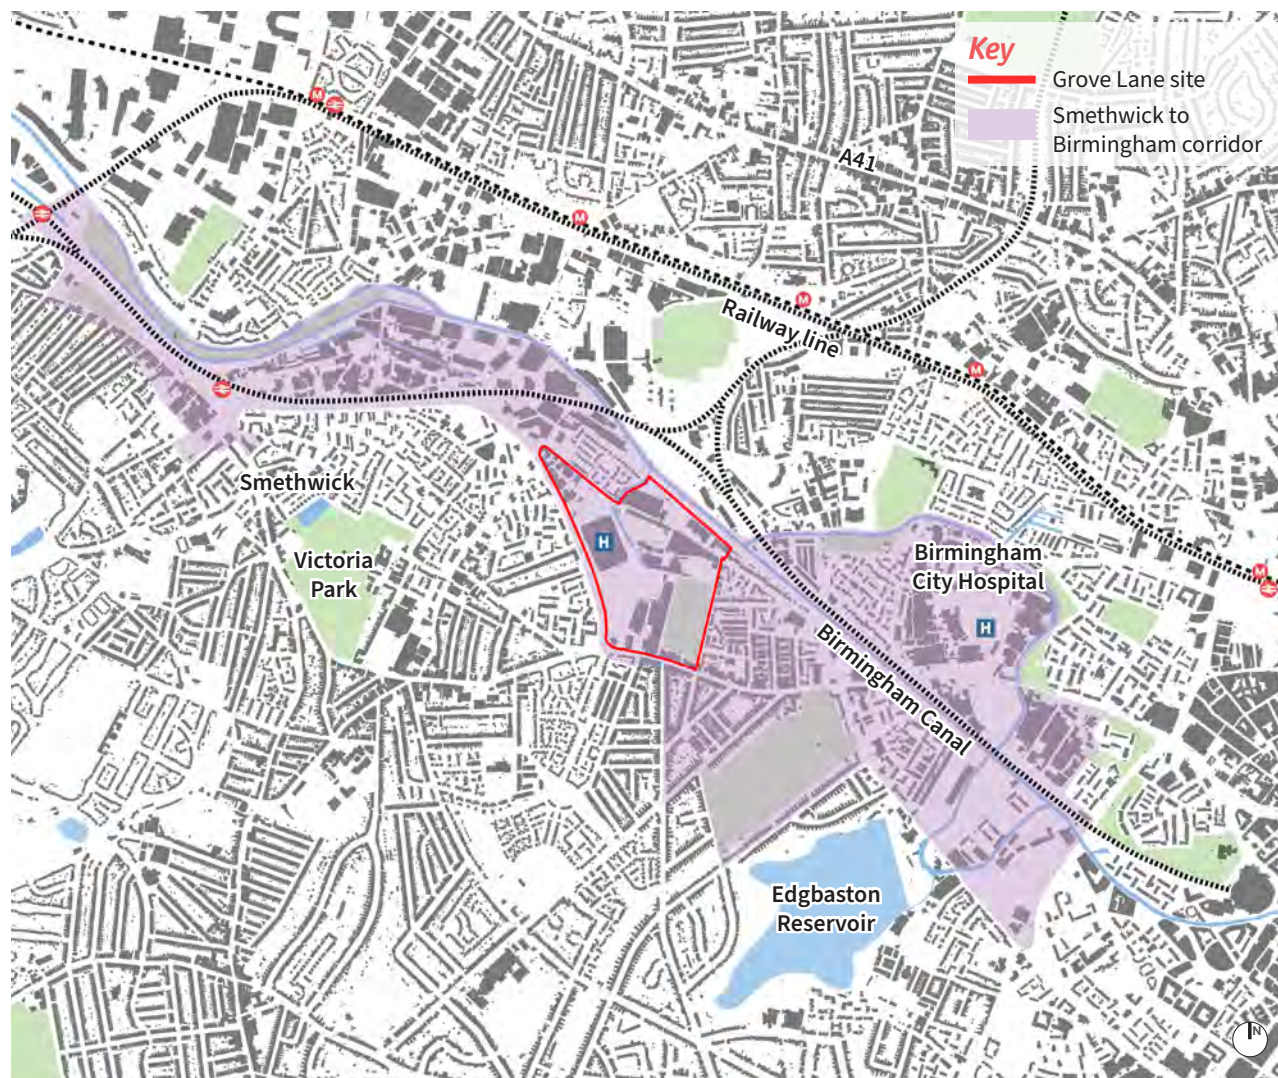 Key
Grove Lane site
Smethwick to
Birmingham corridor
A41
M
M
Railway line
M
M
Smethwick
H
Victoria
Park
Birmingham
City Hospital
M
H
Birmingham Canal
Edgbaston
Reservoir
N